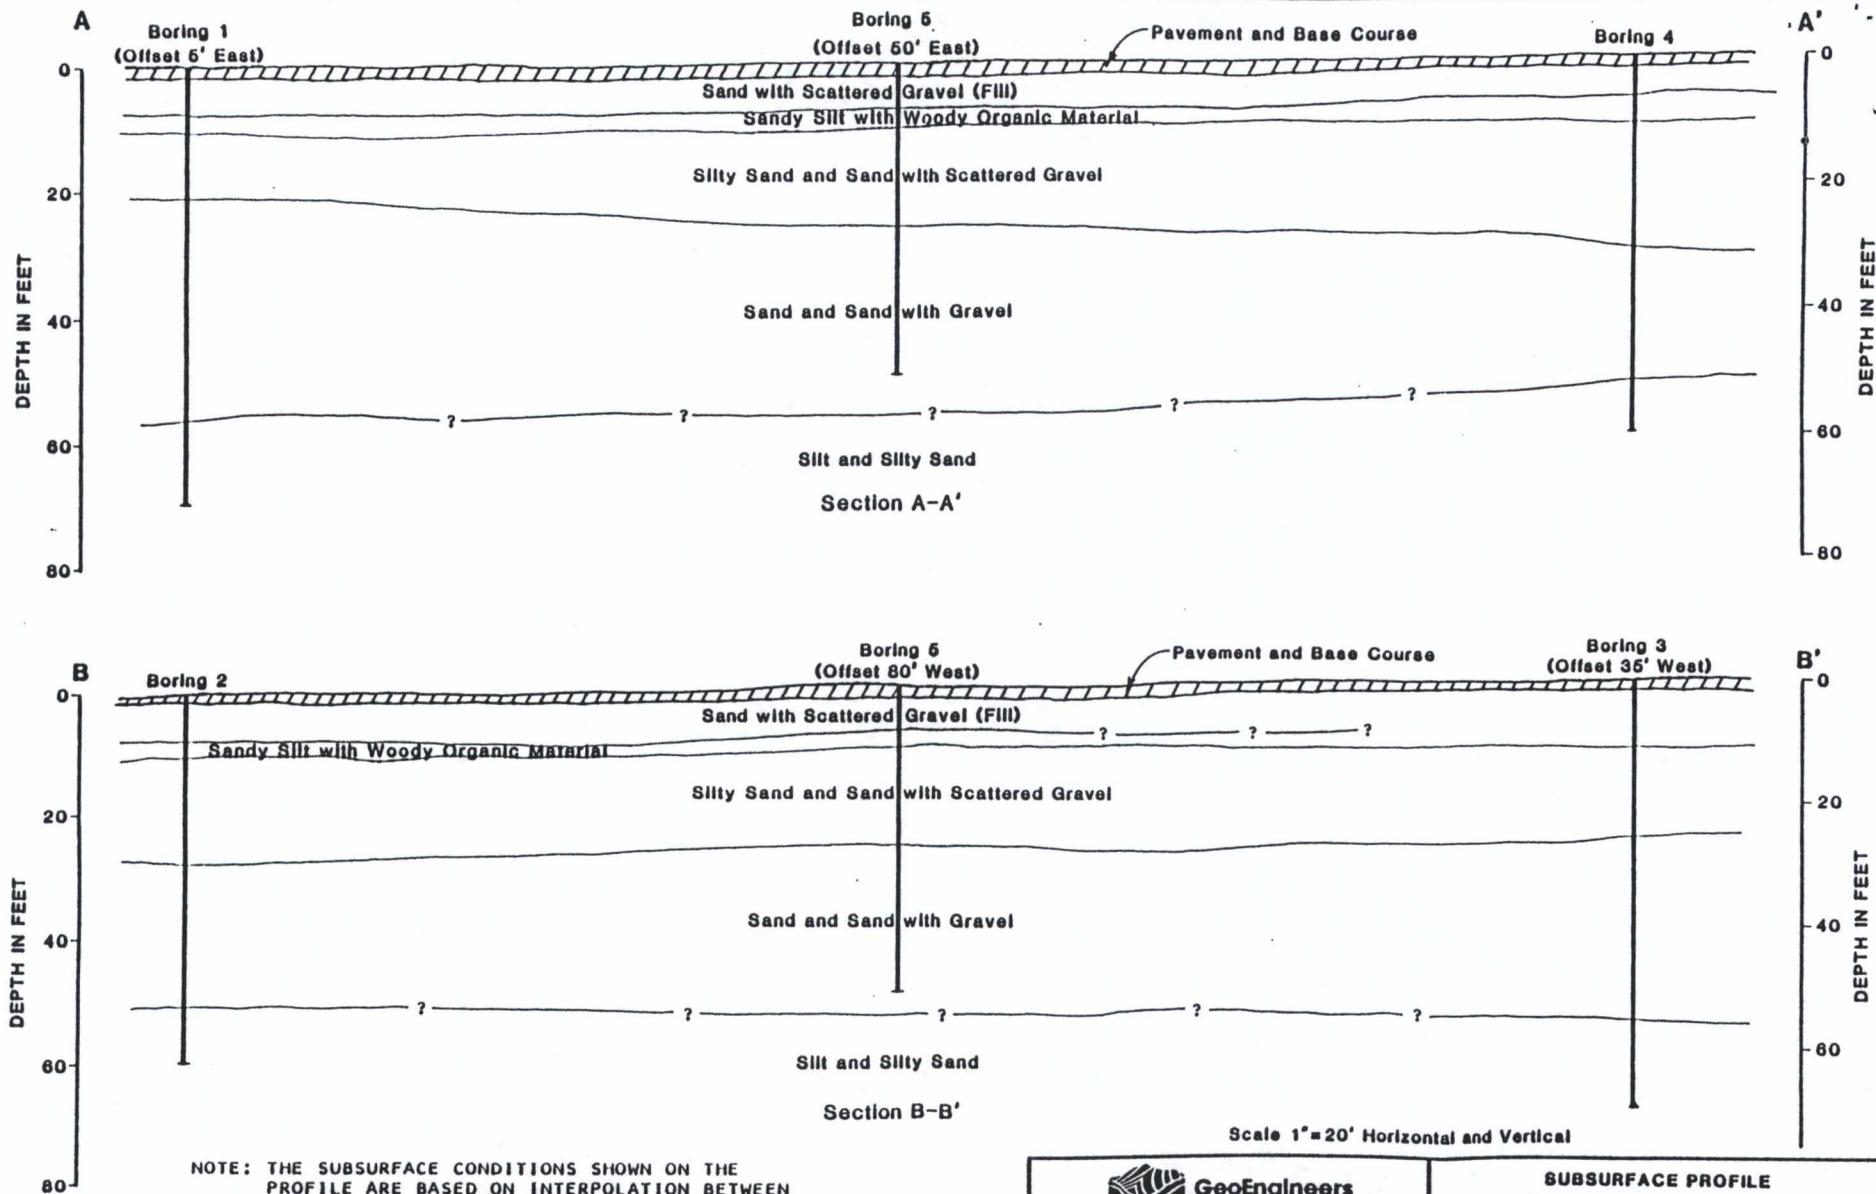 A
Boring 1
(Offset 5' East)
Boring 5
(Offset 50' East)
Pavement and Base Course
Boring 4
A'
0
0
Sand with Scattered Gravel (Fill)
Sandy Silt with Woody Organic Material
Silty Sand and Sand with Scattered Gravel
20
20
Sand and Sand with Gravel
40
40
DEPTH IN FEET
DEPTH IN FEET
? ? ? ? ?
60
60
Silt and Silty Sand
Section A-A'
80
80
B
Boring 2
Boring 5
(Offset 80' West)
Pavement and Base Course
Boring 3
(Offset 35' West)
B'
0
0
Sand with Scattered Gravel (Fill)
? ? ?
Sandy Silt with Woody Organic Material
Silty Sand and Sand with Scattered Gravel
20
20
Sand and Sand with Gravel
40
40
DEPTH IN FEET
DEPTH IN FEET
? ? ? ? ?
60
60
Silt and Silty Sand
Section B-B'
Scale 1"=20' Horizontal and Vertical
80
NOTE: THE SUBSURFACE CONDITIONS SHOWN ON THE
PROFILE ARE BASED ON INTERPOLATION BETWEEN
GeoEngineers
SUBSURFACE PROFILE